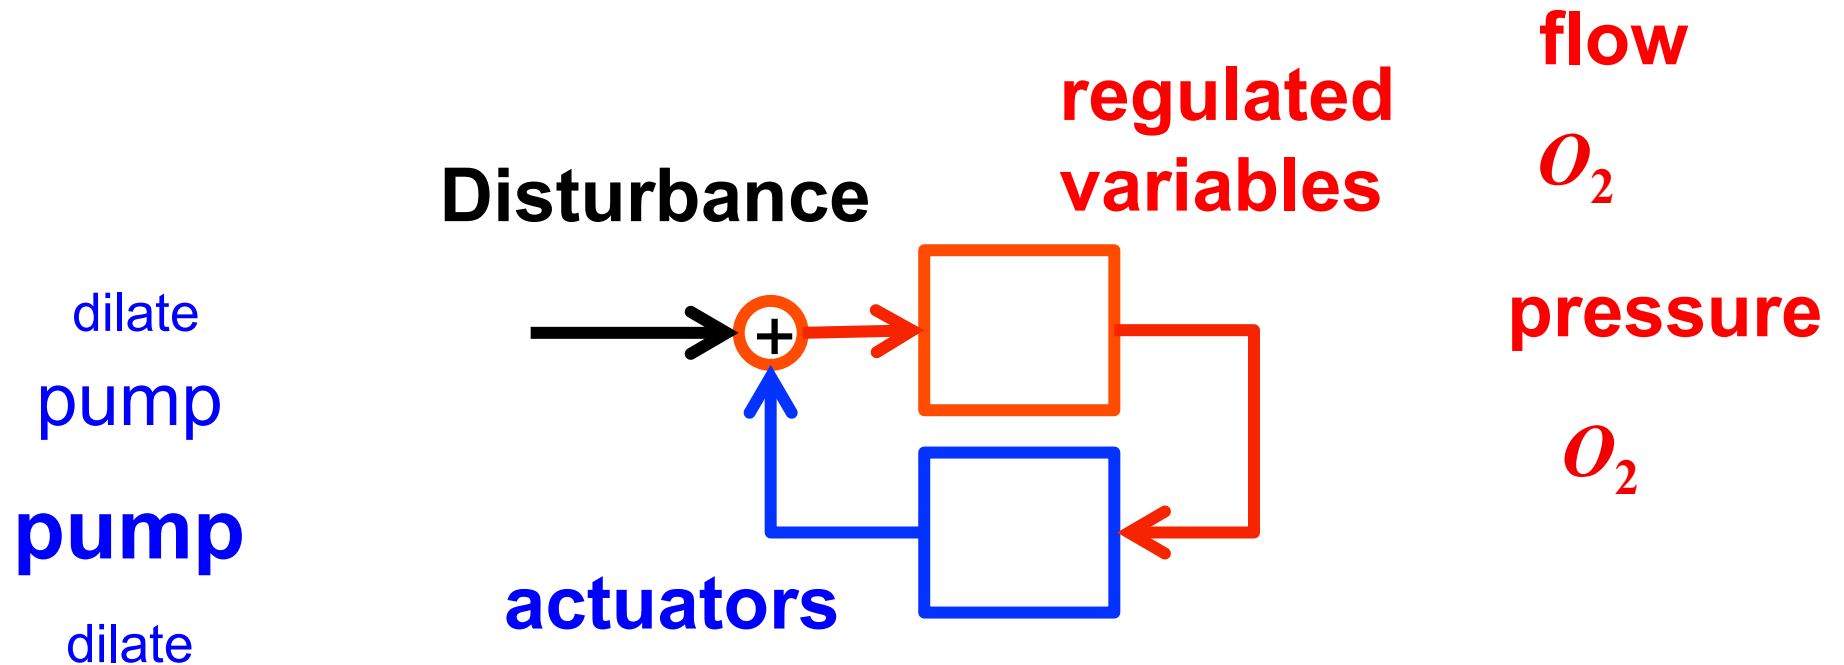 flow
regulated
variables
O₂
Disturbance
dilate
pressure
+
pump
O₂
pump
actuators
dilate